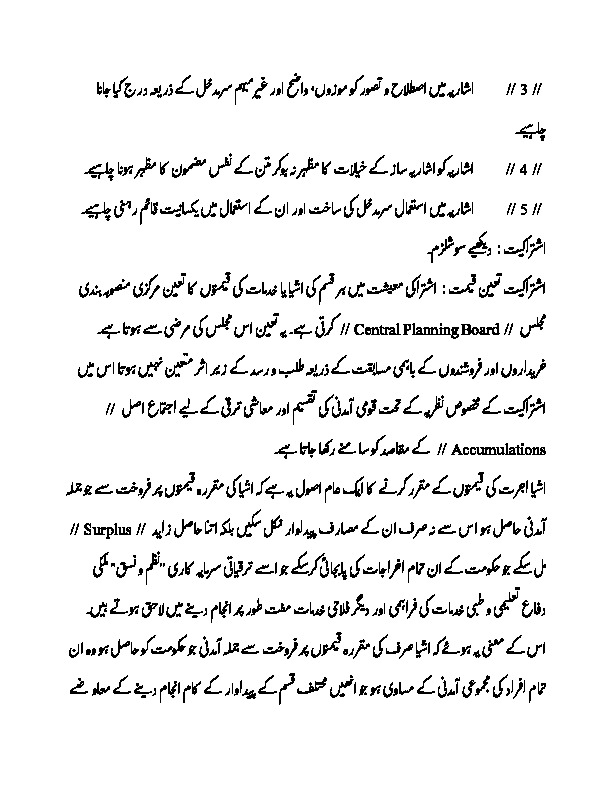 // 3 // اشاریہ میں اصطلاح و تصور کو موزوں، واضح اور غیر مبہم سرمدخل کے ذریعہ درج کیا جانا
چاہیے۔
// 4 // اشاریہ کو اشاریہ ساز کے خیالات کا مظہر نہ ہوکر متن کے نفس مضمون کا مظہر ہونا چاہیے۔
// 5 // اشاریہ میں استعمال سرمدخل کی ساخت اور ان کے استعمال میں یکسانیت قائم رہنی چاہیے۔
اشتراکیت : دیکھیے سوشلزم۔
اشتراکیت تعین قیمت : اشتراکی معیشت میں ہر قسم کی اشیا یا خدمات کی قیمتوں کا تعین مرکزی منصوبہ بندی
مجلس // Central Planning Board // کرتی ہے۔ یہ تعین اس مجلس کی مرضی سے ہوتا ہے۔
خریداروں اور فروشندوں کے باہمی مسابقت کے ذریعہ طلب و رسد کے زیر اثر متعین نہیں ہوتا اس میں
اشتراکیت کے مخصوص نظریہ کے تحت قومی آمدنی کی تقسیم اور معاشی ترقی کے لیے اجتماع اصل //
Accumulations // کے مقاصد کو سامنے رکھا جاتا ہے۔
اشیا اجرت کی قیمتوں کے مقرر کرنے کا ایک عام اصول یہ ہے کہ اشیا کی مقررہ قیمتوں پر فروخت سے جو جملہ
آمدنی حاصل ہو اس سے نہ صرف ان کے مصارف پیداوار نکل سکیں بلکہ اتنا حاصل زاید // Surplus //
مل سکے جو حکومت کے ان تمام اخراجات کی پابجائی کرسکے جو اسے ترقیاتی سرمایہ کاری "نظم و نسق" ملکی
دفاع تعلیمی و طبی خدمات کی فراہمی اور دیگر فلاحی خدمات مفت طور پر انجام دینے میں لاحق ہوتے ہیں۔
اس کے معنی یہ ہوئے کہ اشیا صرف کی مقررہ قیمتوں پر فروخت سے جملہ آمدنی جو حکومت کو حاصل ہو وہ ان
تمام افراد کی مجموعی آمدنی کے مساوی ہو جو انھیں مختلف قسم کے پیداوار کے کام انجام دینے کے معاوضے